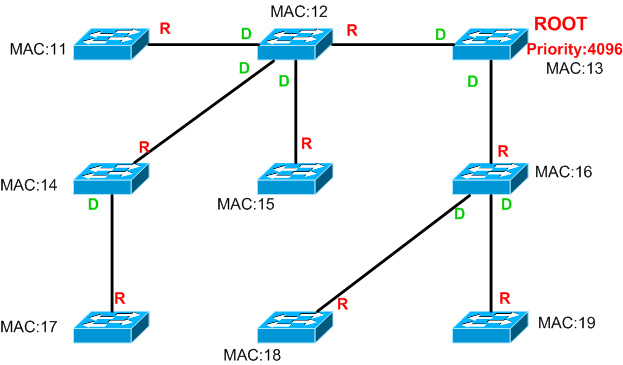 MAC:12
ROOT
R
D
R
D
Priority:4096
MAC:11
D
D
D
MAC:13
R
R
R
MAC:14
MAC:16
D
MAC:15
D
D
R
R
R
MAC:17
MAC:19
MAC:18